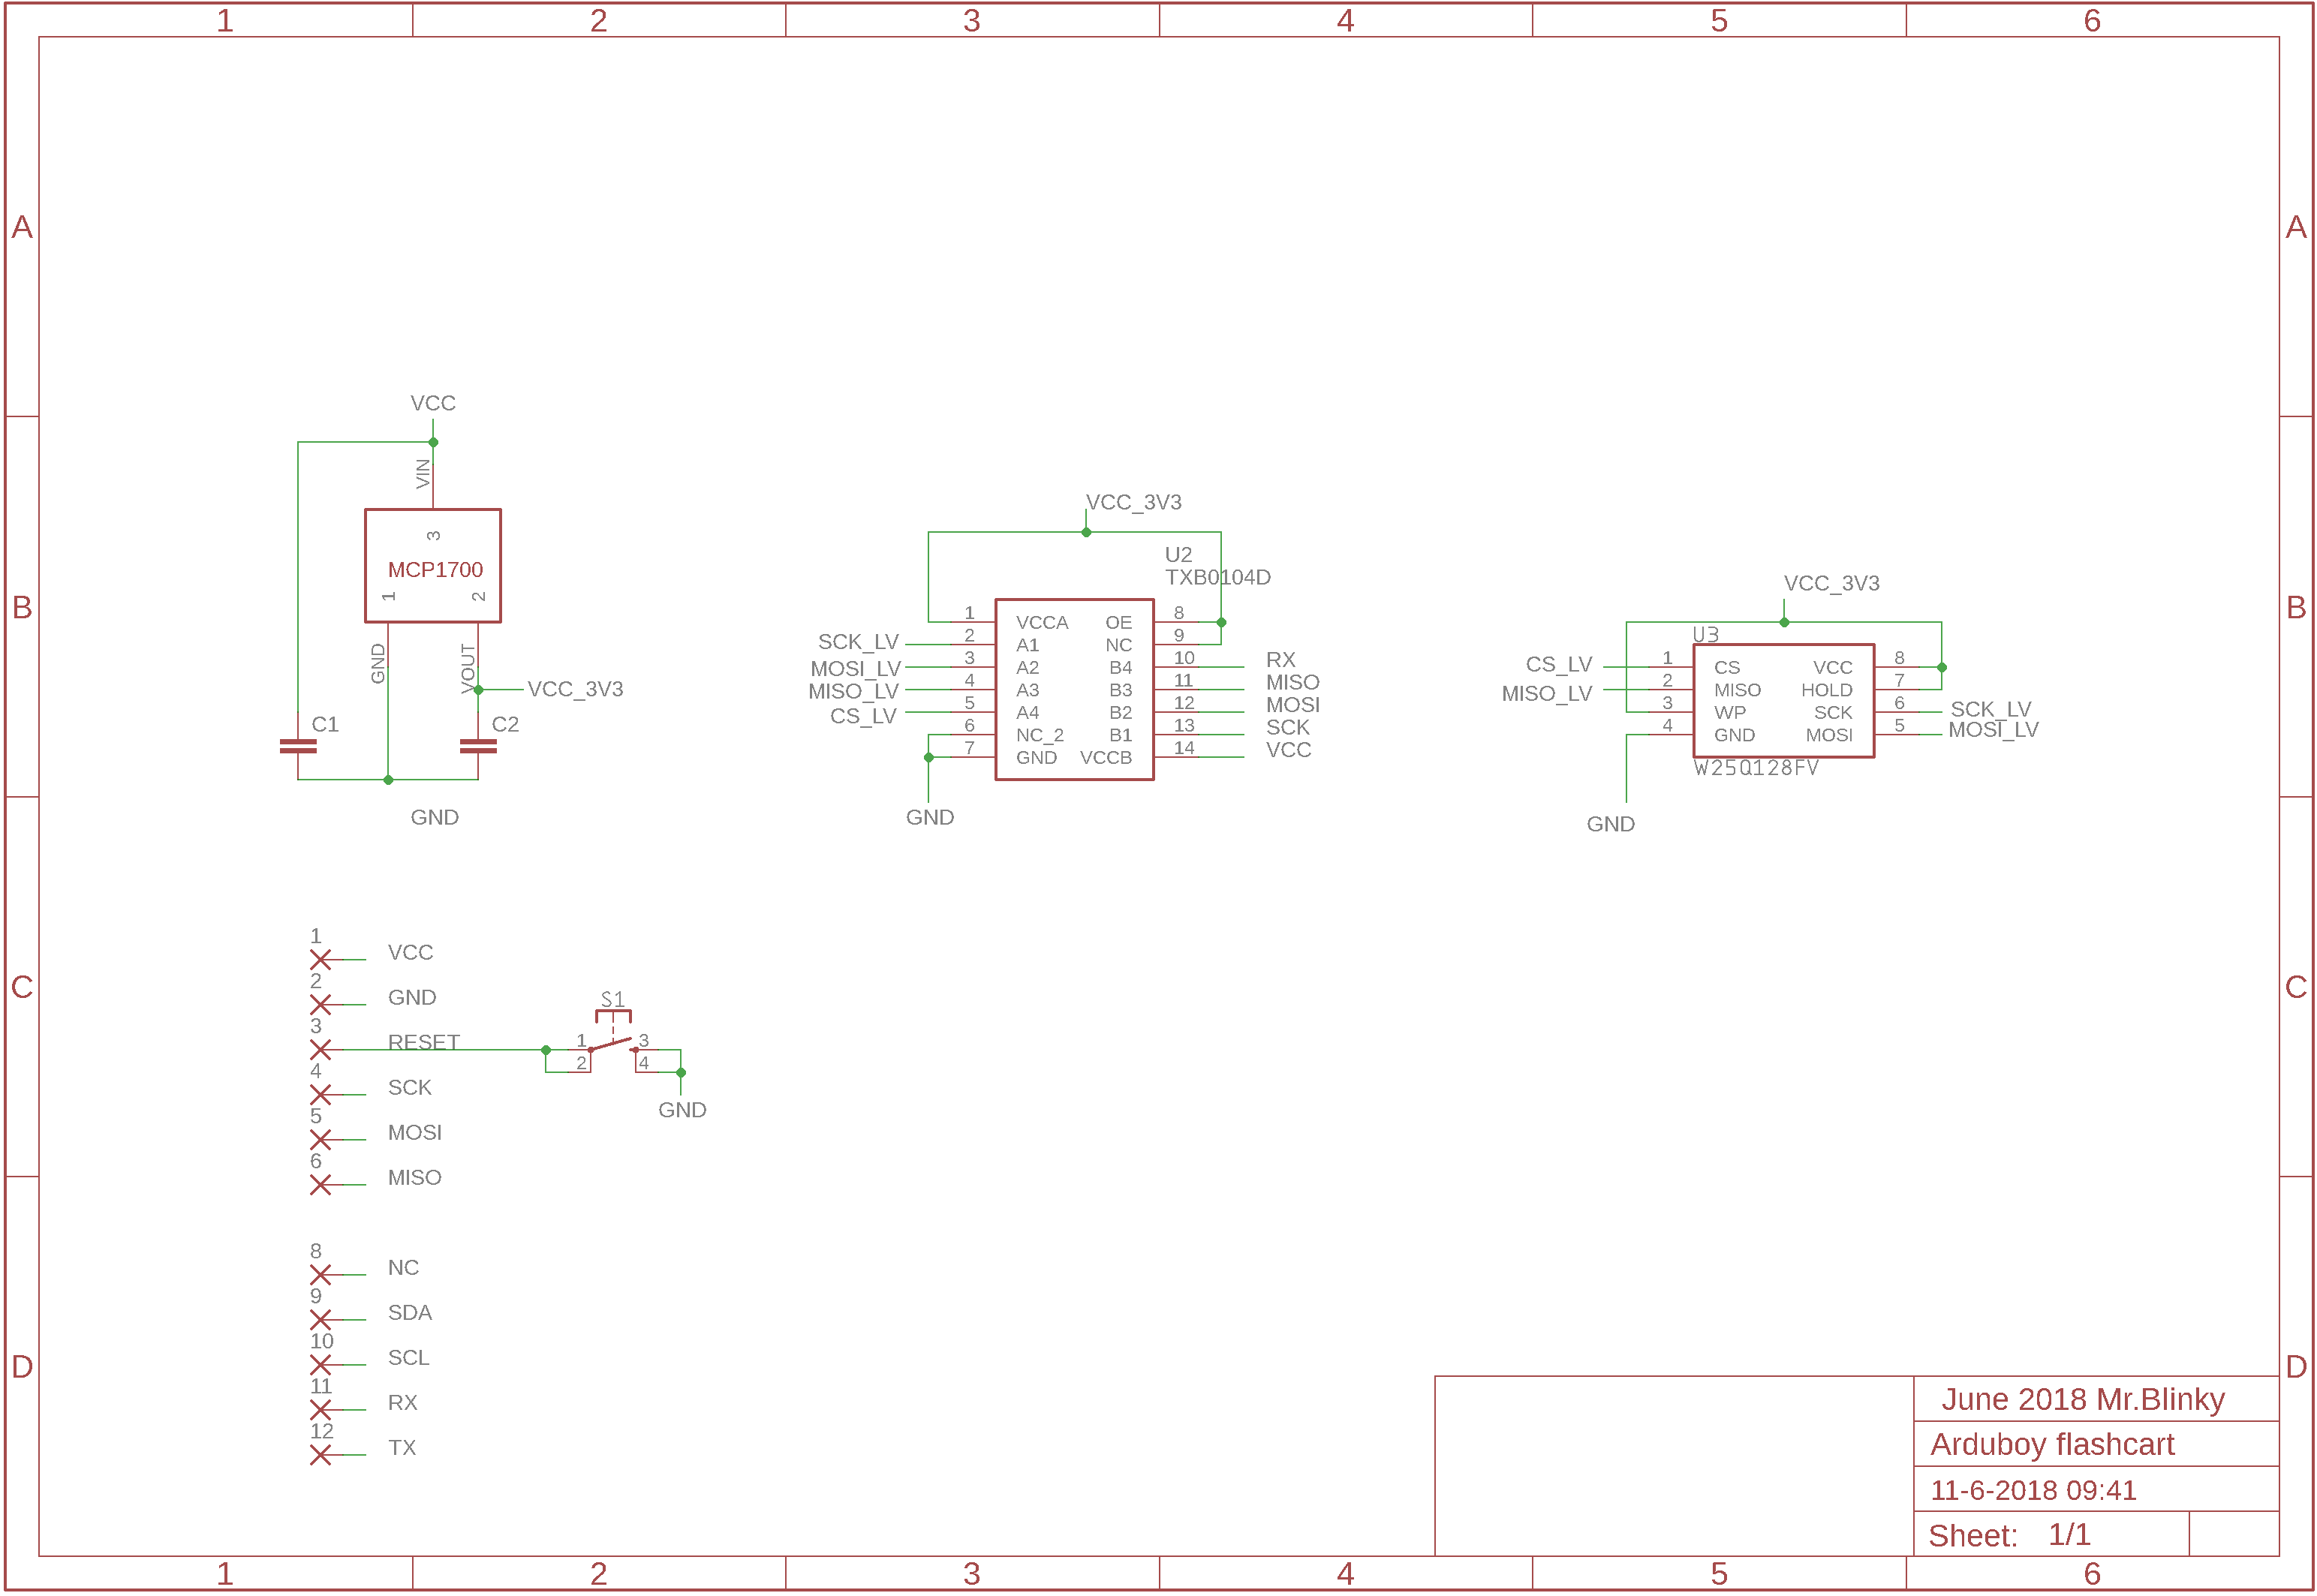 1 2 3 4 5 6
A A
B B
C C
D D
VCC
VIN
3
MCP1700
1 2
GND VOUT
VCC_3V3
C1 C2
GND
VCC_3V3
U2
TXB0104D
1 VCCA OE 8
SCK_LV 2 A1 NC 9
MOSI_LV 3 A2 B4 10 RX
MISO_LV 4 A3 B3 11 MISO
CS_LV 5 A4 B2 12 MOSI
6 NC_2 B1 13 SCK
7 GND VCCB 14 VCC
GND
VCC_3V3
U3
CS_LV 1 CS VCC 8
MISO_LV 2 MISO HOLD 7
3 WP SCK 6 SCK_LV
4 GND MOSI 5 MOSI_LV
W25Q128FV
GND
1 VCC
2 GND
3 RESET
4 SCK
5 MOSI
6 MISO
S1
1 3
2 4
GND
8 NC
9 SDA
10 SCL
11 RX
12 TX
June 2018 Mr.Blinky
Arduboy flashcart
11-6-2018 09:41
Sheet: 1/1
1 2 3 4 5 6